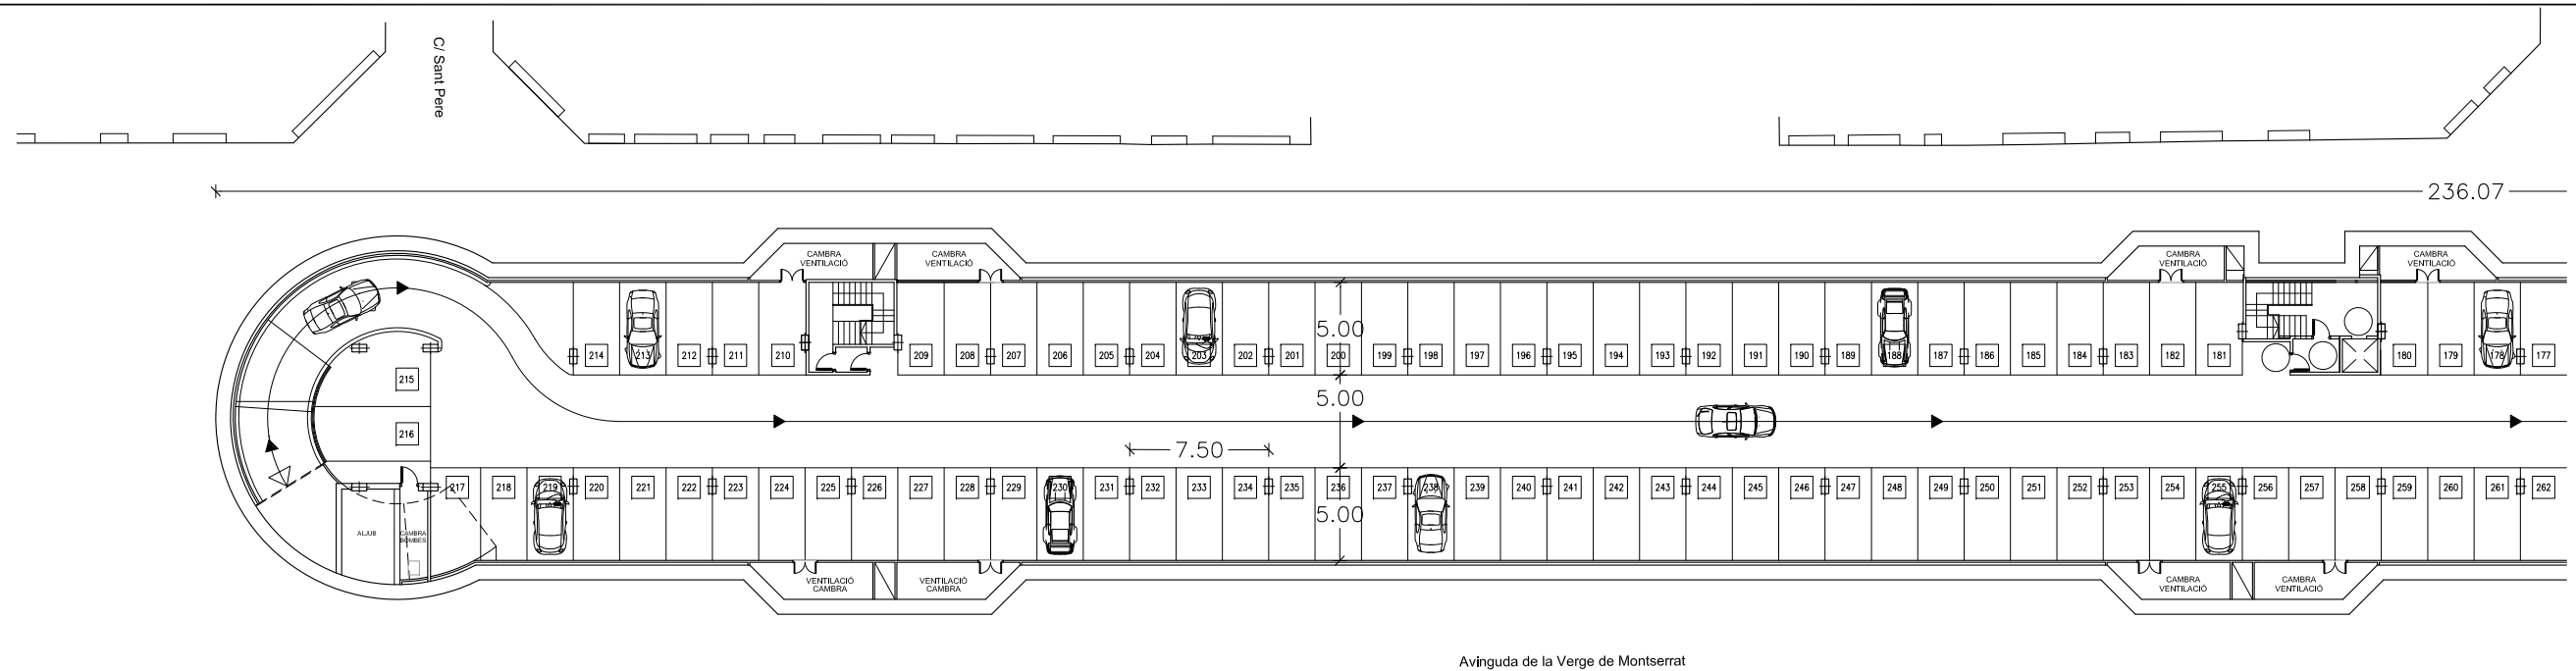 C/ Sant Pere
236.07
CAMBRA
VENTILACIÓ
CAMBRA
VENTILACIÓ
CAMBRA
VENTILACIÓ
CAMBRA
VENTILACIÓ
5.00
214 213 212 211 210 209 208 207 206 205 204 203 202 201 200 199 198 197 196 195 194 193 192 191 190 189 188 187 186 185 184 183 182 181 180 179 178 177
215
5.00
216
7.50
217 218 219 220 221 222 223 224 225 226 227 228 229 230 231 232 233 234 235 236 237 238 239 240 241 242 243 244 245 246 247 248 249 250 251 252 253 254 255 256 257 258 259 260 261 262
5.00
ALJUB
CAMBRA
BOMBES
VENTILACIÓ
CAMBRA
VENTILACIÓ
CAMBRA
CAMBRA
VENTILACIÓ
CAMBRA
VENTILACIÓ
Avinguda de la Verge de Montserrat